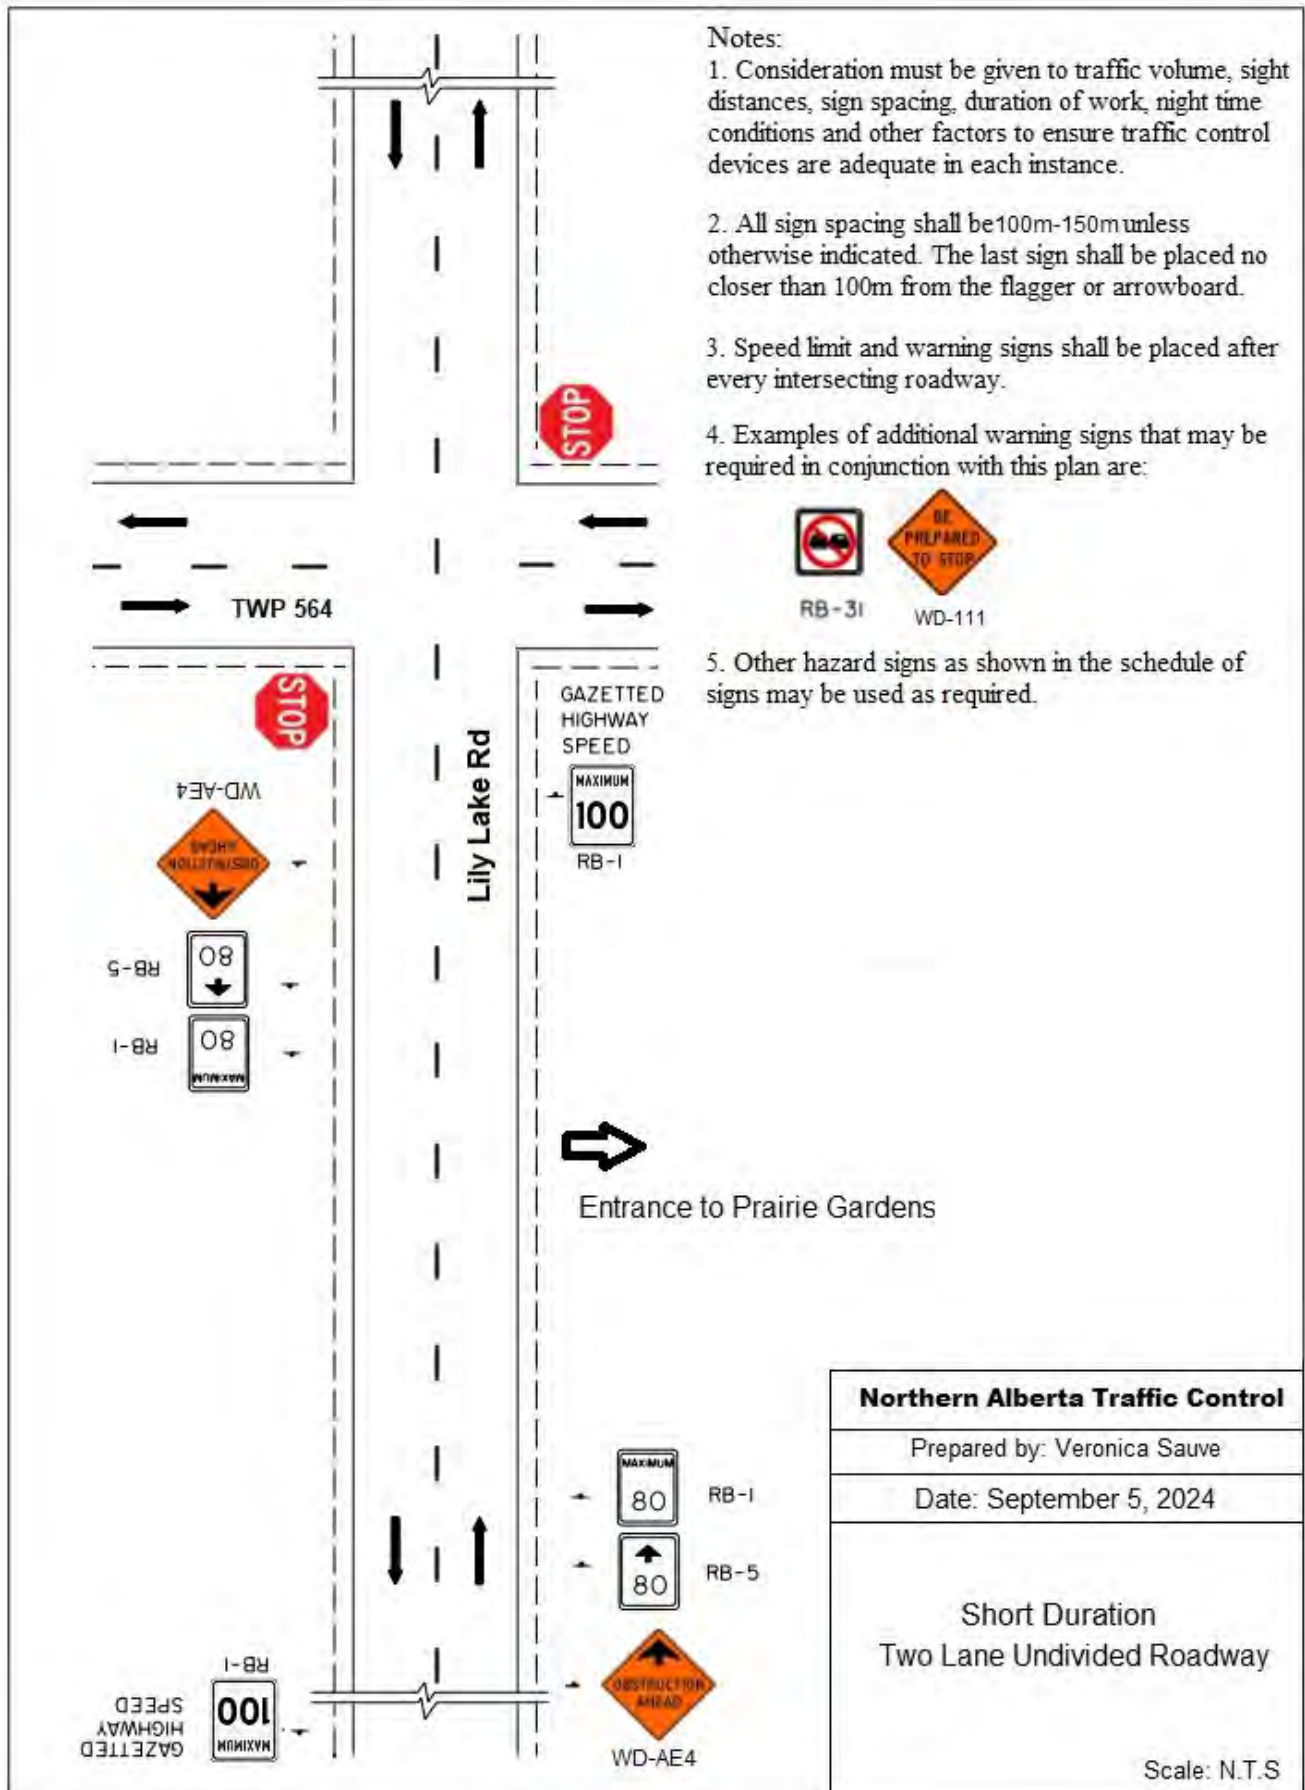 Notes:
1. Consideration must be given to traffic volume, sight
distances, sign spacing, duration of work, night time
conditions and other factors to ensure traffic control
devices are adequate in each instance.
2. All sign spacing shall be 100m-150m unless
otherwise indicated. The last sign shall be placed no
closer than 100m from the flagger or arrowboard.
3. Speed limit and warning signs shall be placed after
every intersecting roadway.
STOP
4. Examples of additional warning signs that may be
required in conjunction with this plan are:
BE
PREPARED
TO STOP
RB-31
WD-111
TWP 564
5. Other hazard signs as shown in the schedule of
signs may be used as required.
STOP
GAZETTED
HIGHWAY
SPEED
MAXIMUM
100
RB-1
Lily Lake Rd
WD-AE4
OBSTRUCTION
AHEAD
RB-5
80
RB-1
MAXIMUM
80
Entrance to Prairie Gardens
MAXIMUM
80
RB-1
80
RB-5
OBSTRUCTION
AHEAD
WD-AE4
RB-1
GAZETTED
HIGHWAY
SPEED
MAXIMUM
100
Northern Alberta Traffic Control
Prepared by: Veronica Sauve
Date: September 5, 2024
Short Duration
Two Lane Undivided Roadway
Scale: N.T.S